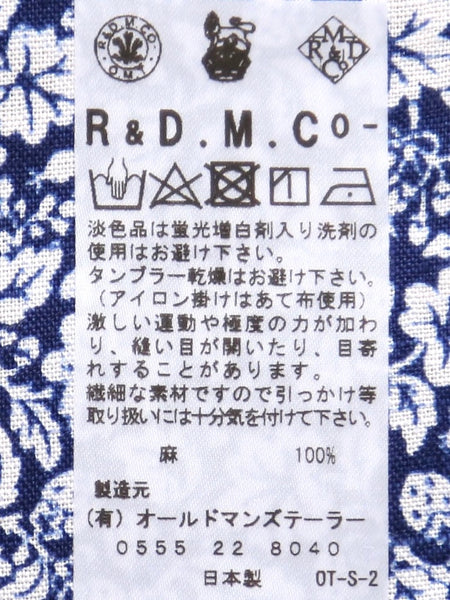 R.&D.M.CO.
O.M.T
R M & D Co
R & D . M . Co -
淡色品は蛍光増白剤入り洗剤の
使用はお避け下さい。
タンブラー乾燥はお避け下さい。
（アイロン掛けはあて布使用）
激しい運動や極度の力が加わ
り、縫い目が開いたり、目寄
れすることがあります。
繊細な素材ですので引っかけ等
取り扱いには十分気を付けて下さい。
麻 100%
製造元
（有）オールドマンズテーラー
0555 22 8040
日本製 OT-S-2